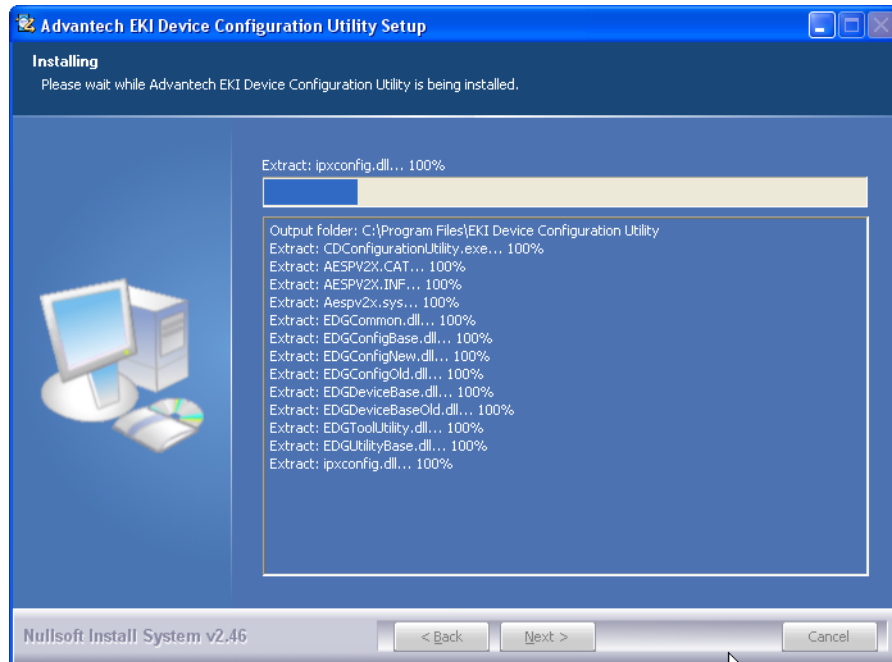 Advantech EKI Device Configuration Utility Setup
Installing
Please wait while Advantech EKI Device Configuration Utility is being installed.
Extract: ipxconfig.dll... 100%
Output folder: C:\Program Files\EKI Device Configuration Utility
Extract: CDConfigurationUtility.exe... 100%
Extract: AESPV2X.CAT... 100%
Extract: AESPV2X.INF... 100%
Extract: Aespv2x.sys... 100%
Extract: EDGCommon.dll... 100%
Extract: EDGConfigBase.dll... 100%
Extract: EDGConfigNew.dll... 100%
Extract: EDGConfigOld.dll... 100%
Extract: EDGDeviceBase.dll... 100%
Extract: EDGDeviceBaseOld.dll... 100%
Extract: EDGToolUtility.dll... 100%
Extract: EDGUtilityBase.dll... 100%
Extract: ipxconfig.dll... 100%
Nullsoft Install System v2.46
< Back
Next >
Cancel